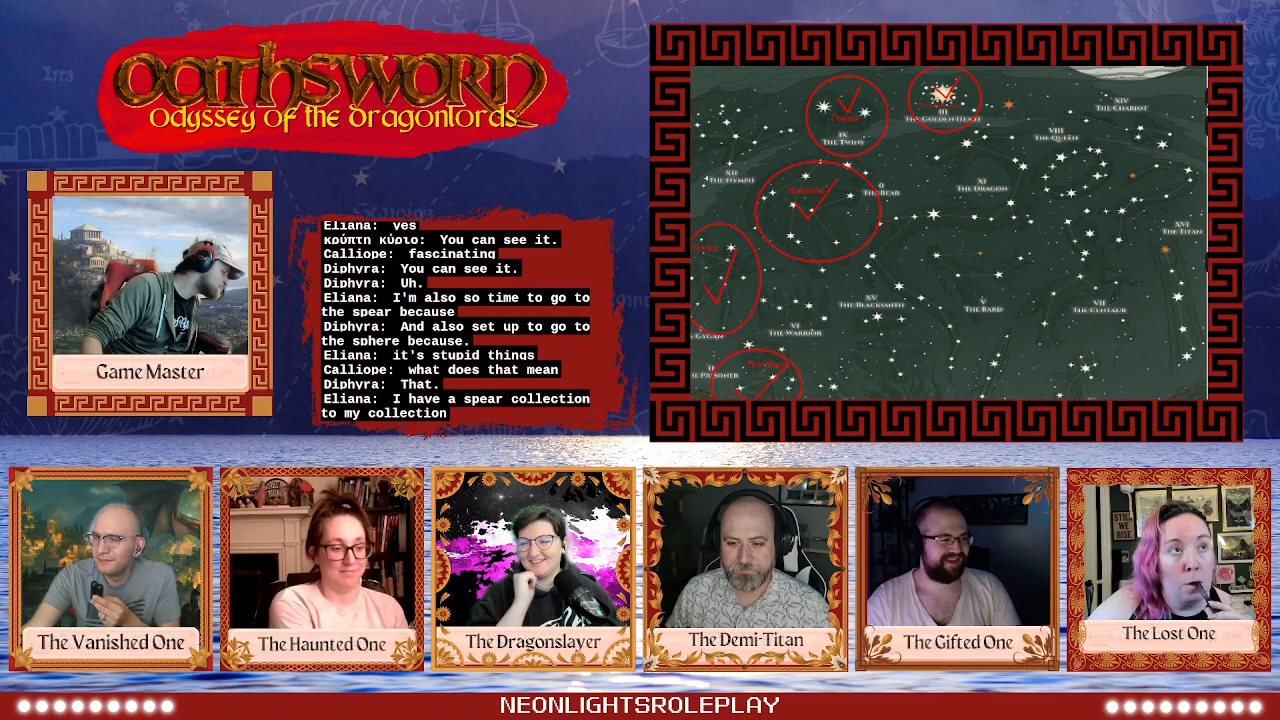 OATHSWORN
Odyssey of the Dragonlords
Game Master
Eliana: yes
κρύπτη κύριο: You can see it.
Calliope: fascinating
Diphyra: You can see it.
Diphyra: Uh.
Eliana: I'm also so time to go to
the spear because
Diphyra: And also set up to go to
the sphere because.
Eliana: it's stupid things
Calliope: what does that mean
Diphyra: That.
Eliana: I have a spear collection
to my collection
III
THE GOLDEN HEART
XIV
THE CHARIOT
IX
THE TWINS
VIII
THE QUEEN
XII
THE NYMPH
THE BEAR
XI
THE DRAGON
XVI
THE TITAN
XV
THE BLACKSMITH
V
THE BARD
VII
THE CENTAUR
VI
THE WARRIOR
GYGAN
THE PRISONER
The Vanished One
The Haunted One
The Dragonslayer
The Demi-Titan
The Gifted One
STILL
WE
RISE
The Lost One
NEONLIGHTSROLEPLAY